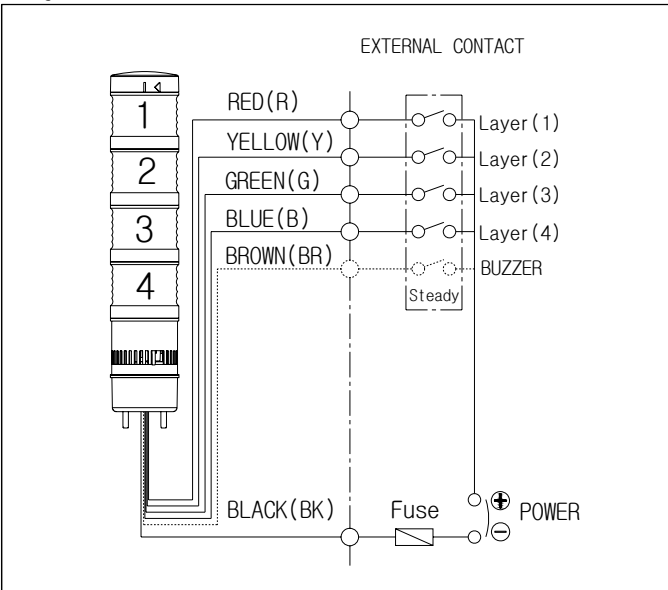 EXTERNAL CONTACT
RED(R)
Layer(1)
YELLOW(Y)
Layer(2)
GREEN(G)
Layer(3)
BLUE(B)
Layer(4)
BROWN(BR)
BUZZER
Steady
1
2
3
4
BLACK(BK)
Fuse
+
POWER
−